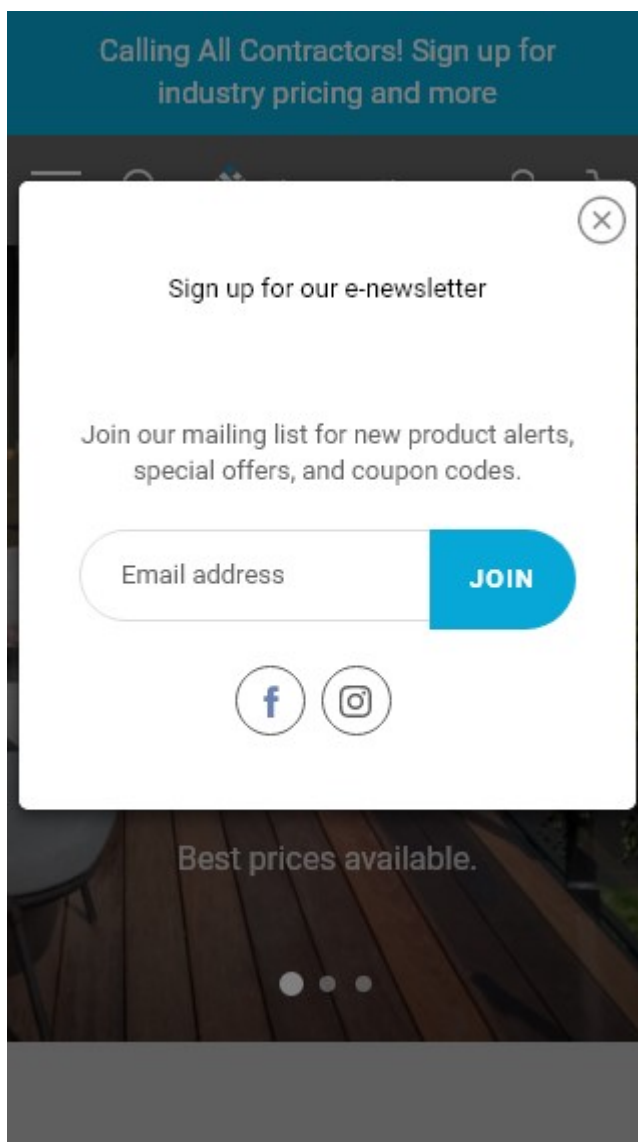 Calling All Contractors! Sign up for
industry pricing and more
Sign up for our e-newsletter
Join our mailing list for new product alerts,
special offers, and coupon codes.
Email address
JOIN
Best prices available.